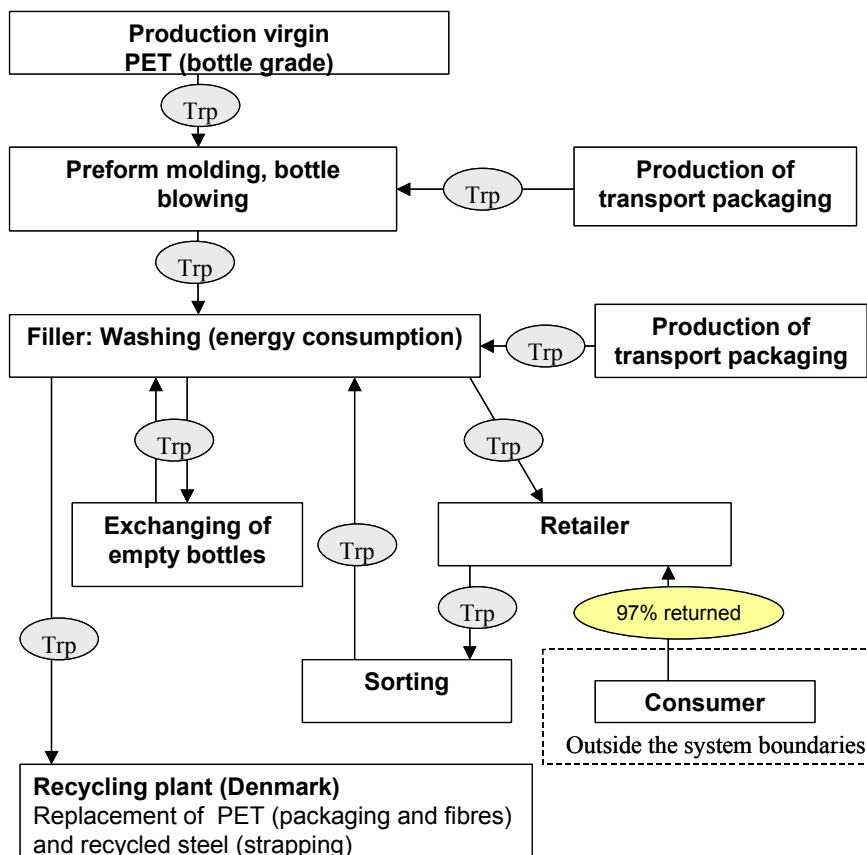 Production virgin
PET (bottle grade)
Trp
Preform molding, bottle
blowing
Trp
Production of
transport packaging
Trp
Filler: Washing (energy consumption)
Trp
Production of
transport packaging
Trp
Trp
Exchanging of
empty bottles
Trp
Retailer
Trp
97% returned
Trp
Sorting
Consumer
Outside the system boundaries
Recycling plant (Denmark)
Replacement of PET (packaging and fibres)
and recycled steel (strapping)